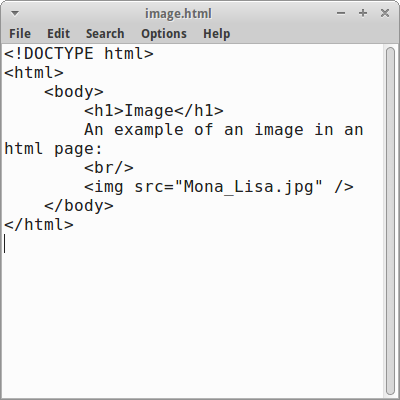 image.html
File Edit Search Options Help
<!DOCTYPE html>
<html>
    <body>
        <h1>Image</h1>
        An example of an image in an
html page:
        <br/>
        <img src="Mona_Lisa.jpg" />
    </body>
</html>